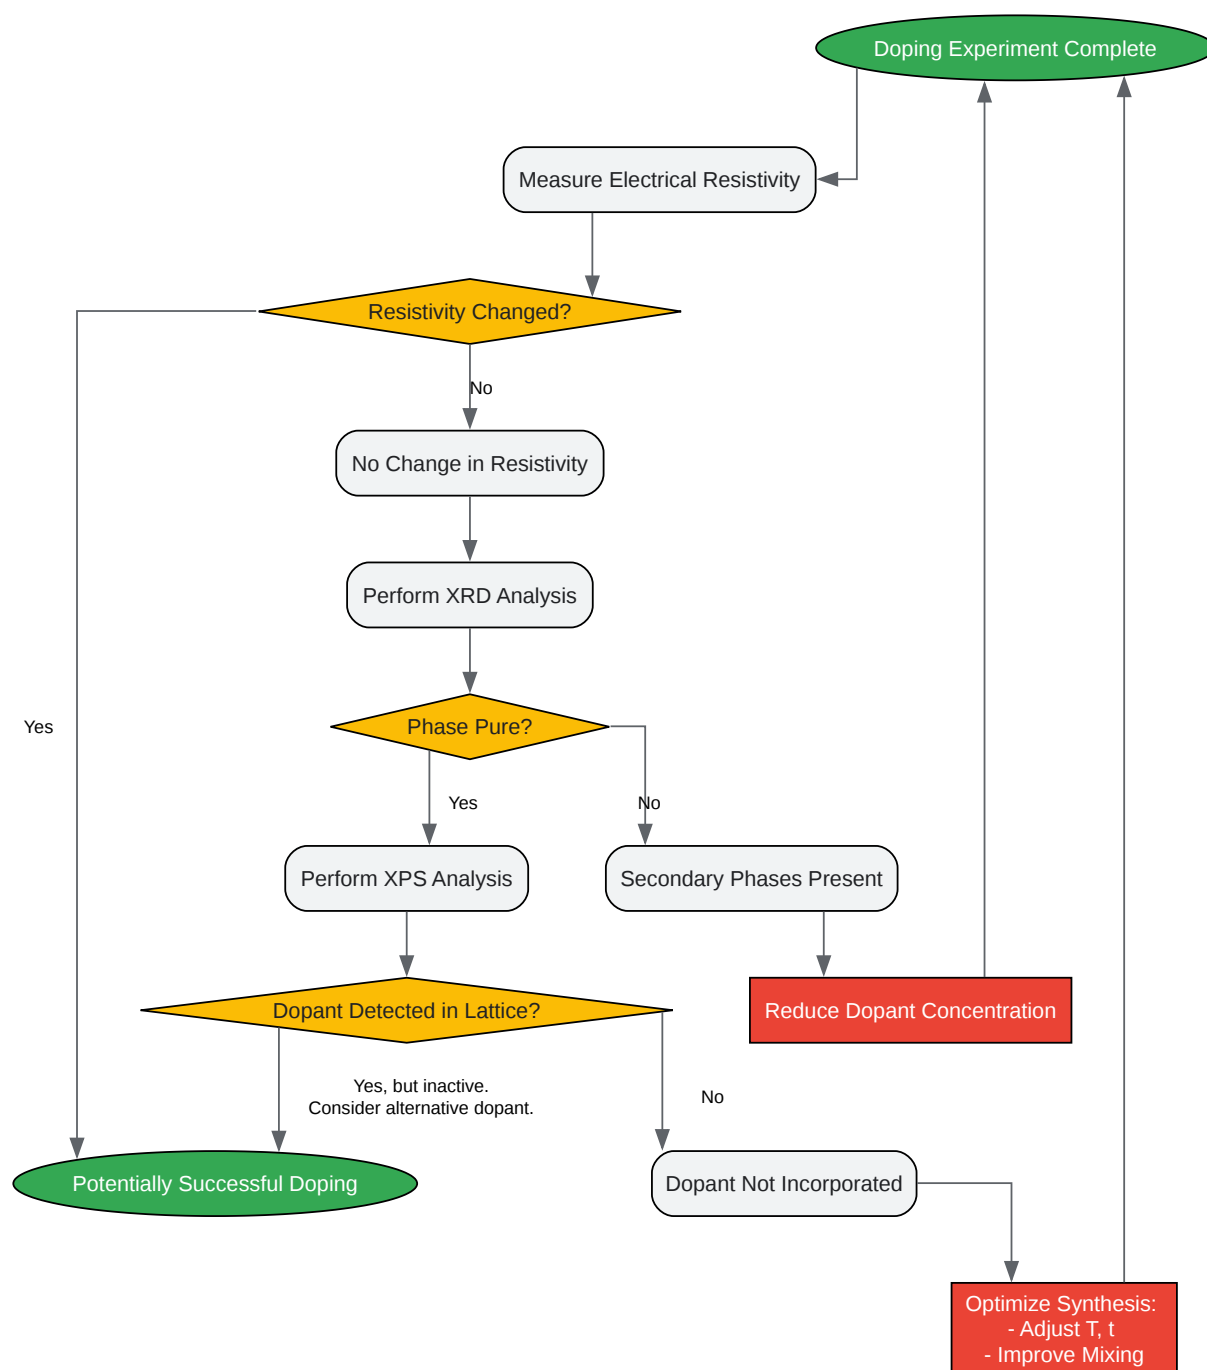 Doping Experiment Complete
Measure Electrical Resistivity
Resistivity Changed?
No
No Change in Resistivity
Perform XRD Analysis
Phase Pure?
Yes
Yes
No
Perform XPS Analysis
Secondary Phases Present
Dopant Detected in Lattice?
Reduce Dopant Concentration
Yes, but inactive.
Consider alternative dopant.
No
Potentially Successful Doping
Dopant Not Incorporated
Optimize Synthesis:
- Adjust T, t
- Improve Mixing